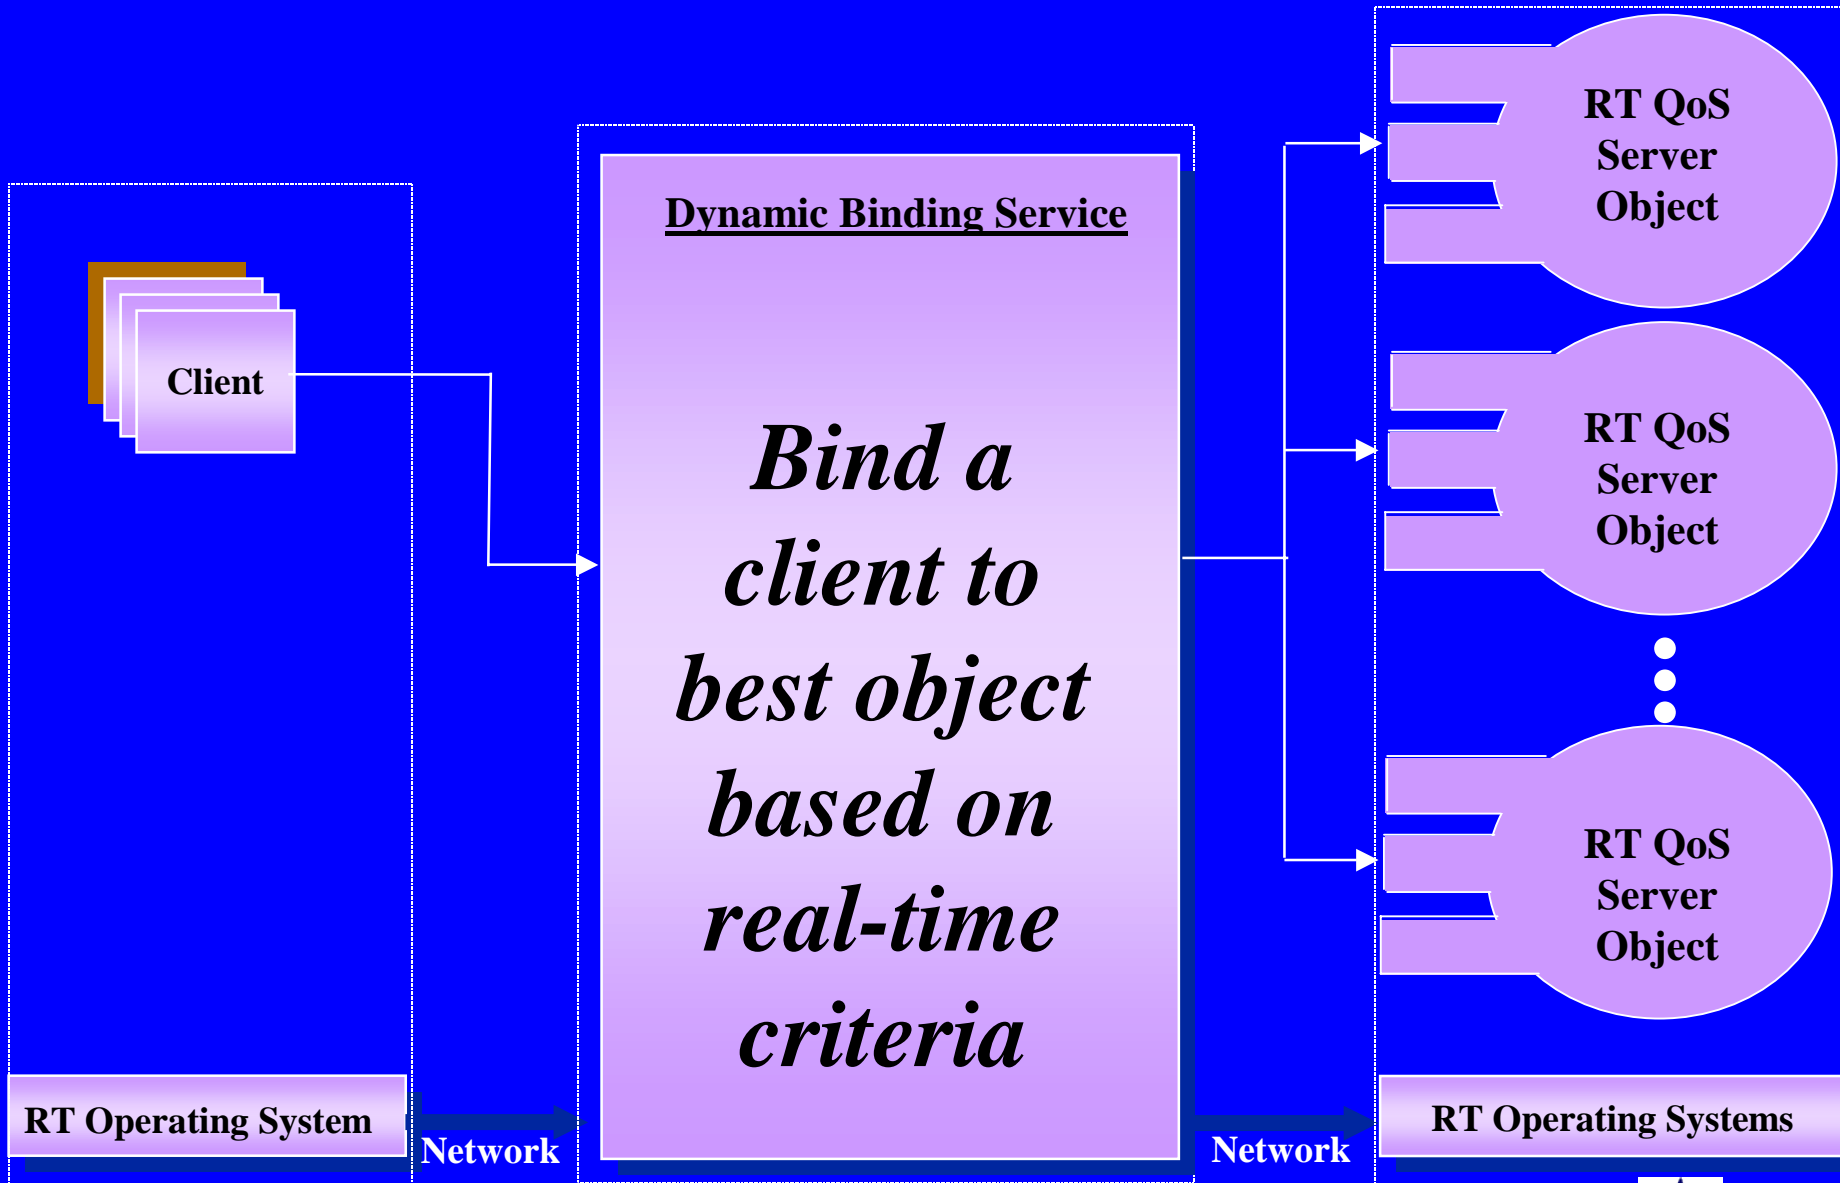 Dynamic Binding Service
Client
Bind a
client to
best object
based on
real-time
criteria
RT QoS
Server
Object
RT QoS
Server
Object
RT QoS
Server
Object
RT Operating System
Network
Network
RT Operating Systems